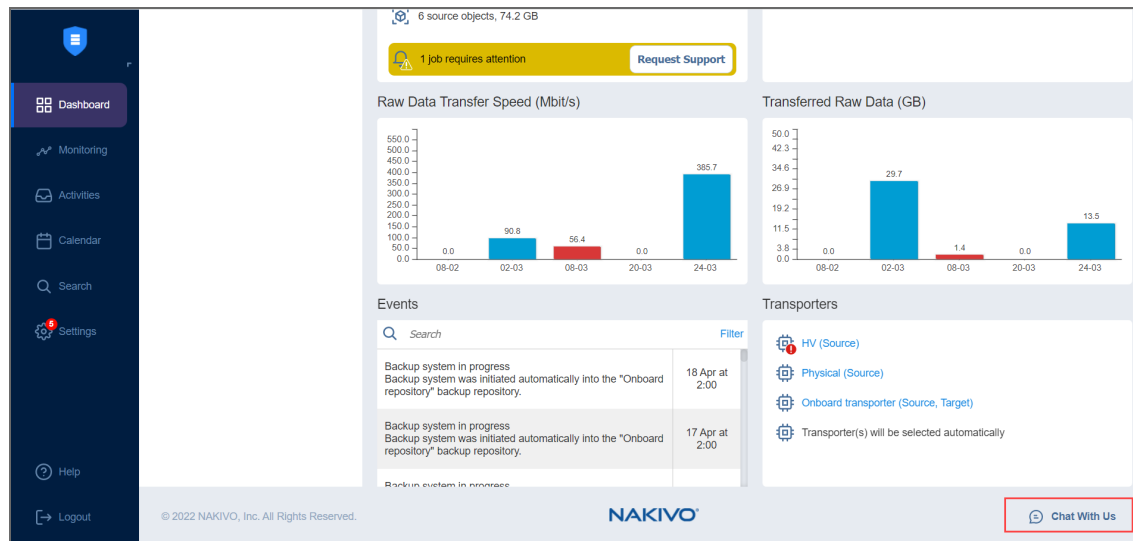 6 source objects, 74.2 GB
1 job requires attention
Request Support
Dashboard
Monitoring
Activities
Calendar
Search
5
Settings
Help
Logout
Raw Data Transfer Speed (Mbit/s)
550.0
500.0
450.0
400.0
350.0
300.0
250.0
200.0
150.0
100.0
50.0
0.0
0.0
90.8
56.4
0.0
385.7
08-02 02-03 08-03 20-03 24-03
Transferred Raw Data (GB)
50.0
42.3
34.6
26.9
19.2
11.5
3.8
0.0
0.0
29.7
1.4
0.0
13.5
08-02 02-03 08-03 20-03 24-03
Events
Search
Filter
Backup system in progress
Backup system was initiated automatically into the "Onboard
repository" backup repository.
18 Apr at
2:00
Backup system in progress
Backup system was initiated automatically into the "Onboard
repository" backup repository.
17 Apr at
2:00
Backup system in progress
Transporters
HV (Source)
Physical (Source)
Onboard transporter (Source, Target)
Transporter(s) will be selected automatically
© 2022 NAKIVO, Inc. All Rights Reserved.
NAKIVO
Chat With Us